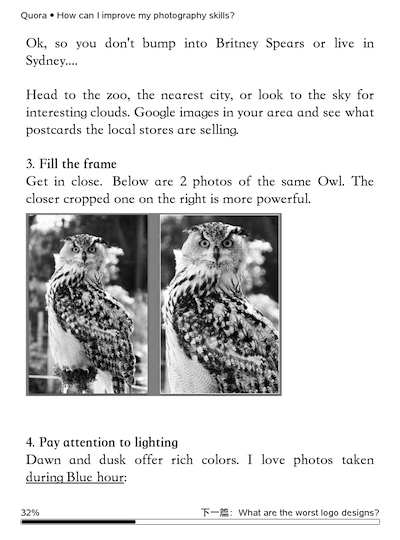 Quora • How can I improve my photography skills?
Ok, so you don't bump into Britney Spears or live in
Sydney....
Head to the zoo, the nearest city, or look to the sky for
interesting clouds. Google images in your area and see what
postcards the local stores are selling.
3. Fill the frame
Get in close. Below are 2 photos of the same Owl. The
closer cropped one on the right is more powerful.
4. Pay attention to lighting
Dawn and dusk offer rich colors. I love photos taken
during Blue hour:
32%
下一篇: What are the worst logo designs?